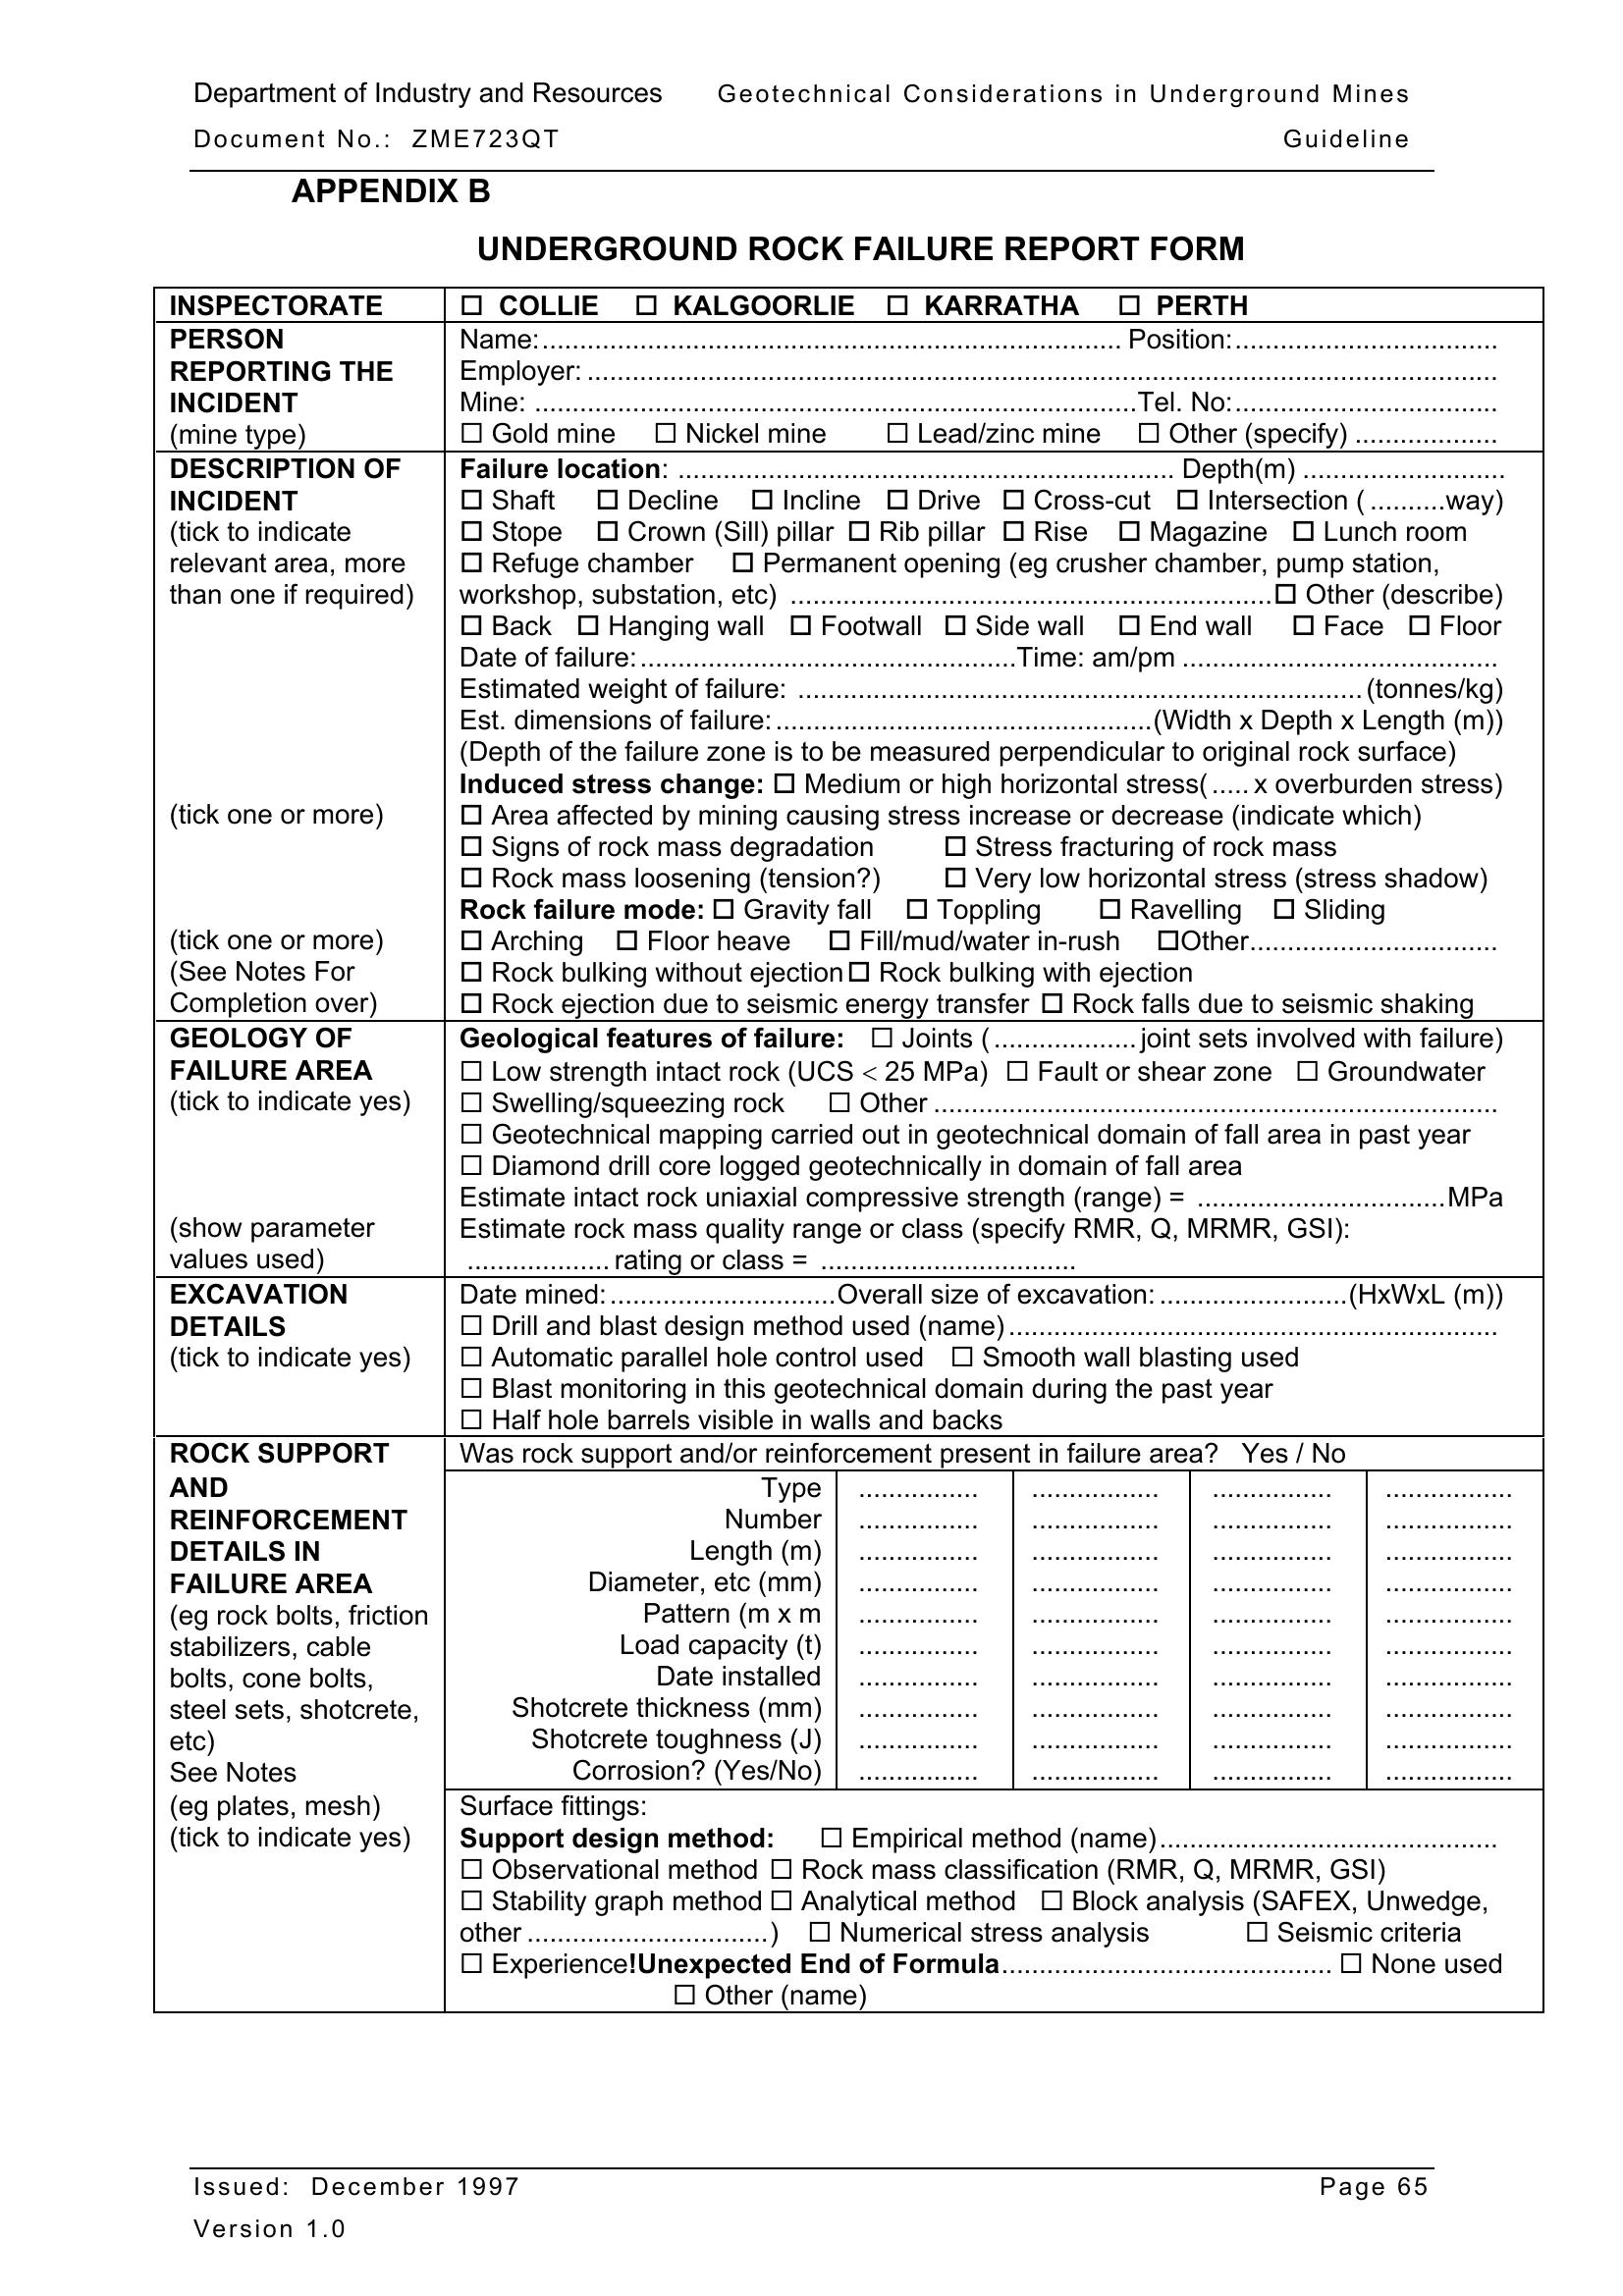 Department of Industry and Resources Geotechnical Considerations in Underground Mines
Document No.: ZME723QT Guideline
APPENDIX B
UNDERGROUND ROCK FAILURE REPORT FORM
INSPECTORATE ☐ COLLIE ☐ KALGOORLIE ☐ KARRATHA ☐ PERTH
PERSON Name:............................................................................ Position:...................................
REPORTING THE Employer: .........................................................................................................................
INCIDENT Mine: ................................................................................Tel. No:...................................
(mine type) ☐ Gold mine ☐ Nickel mine ☐ Lead/zinc mine ☐ Other (specify) ...................
DESCRIPTION OF Failure location: .................................................................. Depth(m) ...........................
INCIDENT ☐ Shaft ☐ Decline ☐ Incline ☐ Drive ☐ Cross-cut ☐ Intersection ( ..........way)
(tick to indicate ☐ Stope ☐ Crown (Sill) pillar ☐ Rib pillar ☐ Rise ☐ Magazine ☐ Lunch room
relevant area, more ☐ Refuge chamber ☐ Permanent opening (eg crusher chamber, pump station,
than one if required) workshop, substation, etc) ................................................................☐ Other (describe)
☐ Back ☐ Hanging wall ☐ Footwall ☐ Side wall ☐ End wall ☐ Face ☐ Floor
Date of failure:..................................................Time: am/pm ..........................................
Estimated weight of failure: ........................................................................... (tonnes/kg)
Est. dimensions of failure:..................................................(Width x Depth x Length (m))
(Depth of the failure zone is to be measured perpendicular to original rock surface)
Induced stress change: ☐ Medium or high horizontal stress( ..... x overburden stress)
(tick one or more) ☐ Area affected by mining causing stress increase or decrease (indicate which)
☐ Signs of rock mass degradation ☐ Stress fracturing of rock mass
☐ Rock mass loosening (tension?) ☐ Very low horizontal stress (stress shadow)
Rock failure mode: ☐ Gravity fall ☐ Toppling ☐ Ravelling ☐ Sliding
(tick one or more) ☐ Arching ☐ Floor heave ☐ Fill/mud/water in-rush ☐Other.................................
(See Notes For ☐ Rock bulking without ejection ☐ Rock bulking with ejection
Completion over) ☐ Rock ejection due to seismic energy transfer ☐ Rock falls due to seismic shaking
GEOLOGY OF Geological features of failure: ☐ Joints ( ................... joint sets involved with failure)
FAILURE AREA ☐ Low strength intact rock (UCS < 25 MPa) ☐ Fault or shear zone ☐ Groundwater
(tick to indicate yes) ☐ Swelling/squeezing rock ☐ Other ...........................................................................
☐ Geotechnical mapping carried out in geotechnical domain of fall area in past year
☐ Diamond drill core logged geotechnically in domain of fall area
Estimate intact rock uniaxial compressive strength (range) = .................................MPa
(show parameter Estimate rock mass quality range or class (specify RMR, Q, MRMR, GSI):
values used) ................... rating or class = ..................................
EXCAVATION Date mined:..............................Overall size of excavation:.........................(HxWxL (m))
DETAILS ☐ Drill and blast design method used (name).................................................................
(tick to indicate yes) ☐ Automatic parallel hole control used ☐ Smooth wall blasting used
☐ Blast monitoring in this geotechnical domain during the past year
☐ Half hole barrels visible in walls and backs
ROCK SUPPORT Was rock support and/or reinforcement present in failure area? Yes / No
AND Type ................ ................. ................ .................
REINFORCEMENT Number ................ ................. ................ .................
DETAILS IN Length (m) ................ ................. ................ .................
FAILURE AREA Diameter, etc (mm) ................ ................. ................ .................
(eg rock bolts, friction Pattern (m x m ................ ................. ................ .................
stabilizers, cable Load capacity (t) ................ ................. ................ .................
bolts, cone bolts, Date installed ................ ................. ................ .................
steel sets, shotcrete, Shotcrete thickness (mm) ................ ................. ................ .................
etc) Shotcrete toughness (J) ................ ................. ................ .................
See Notes Corrosion? (Yes/No) ................ ................. ................ .................
(eg plates, mesh) Surface fittings:
(tick to indicate yes) Support design method: ☐ Empirical method (name).............................................
☐ Observational method ☐ Rock mass classification (RMR, Q, MRMR, GSI)
☐ Stability graph method ☐ Analytical method ☐ Block analysis (SAFEX, Unwedge,
other ................................) ☐ Numerical stress analysis ☐ Seismic criteria
☐ Experience!Unexpected End of Formula............................................ ☐ None used
☐ Other (name)
Issued: December 1997 Page 65
Version 1.0